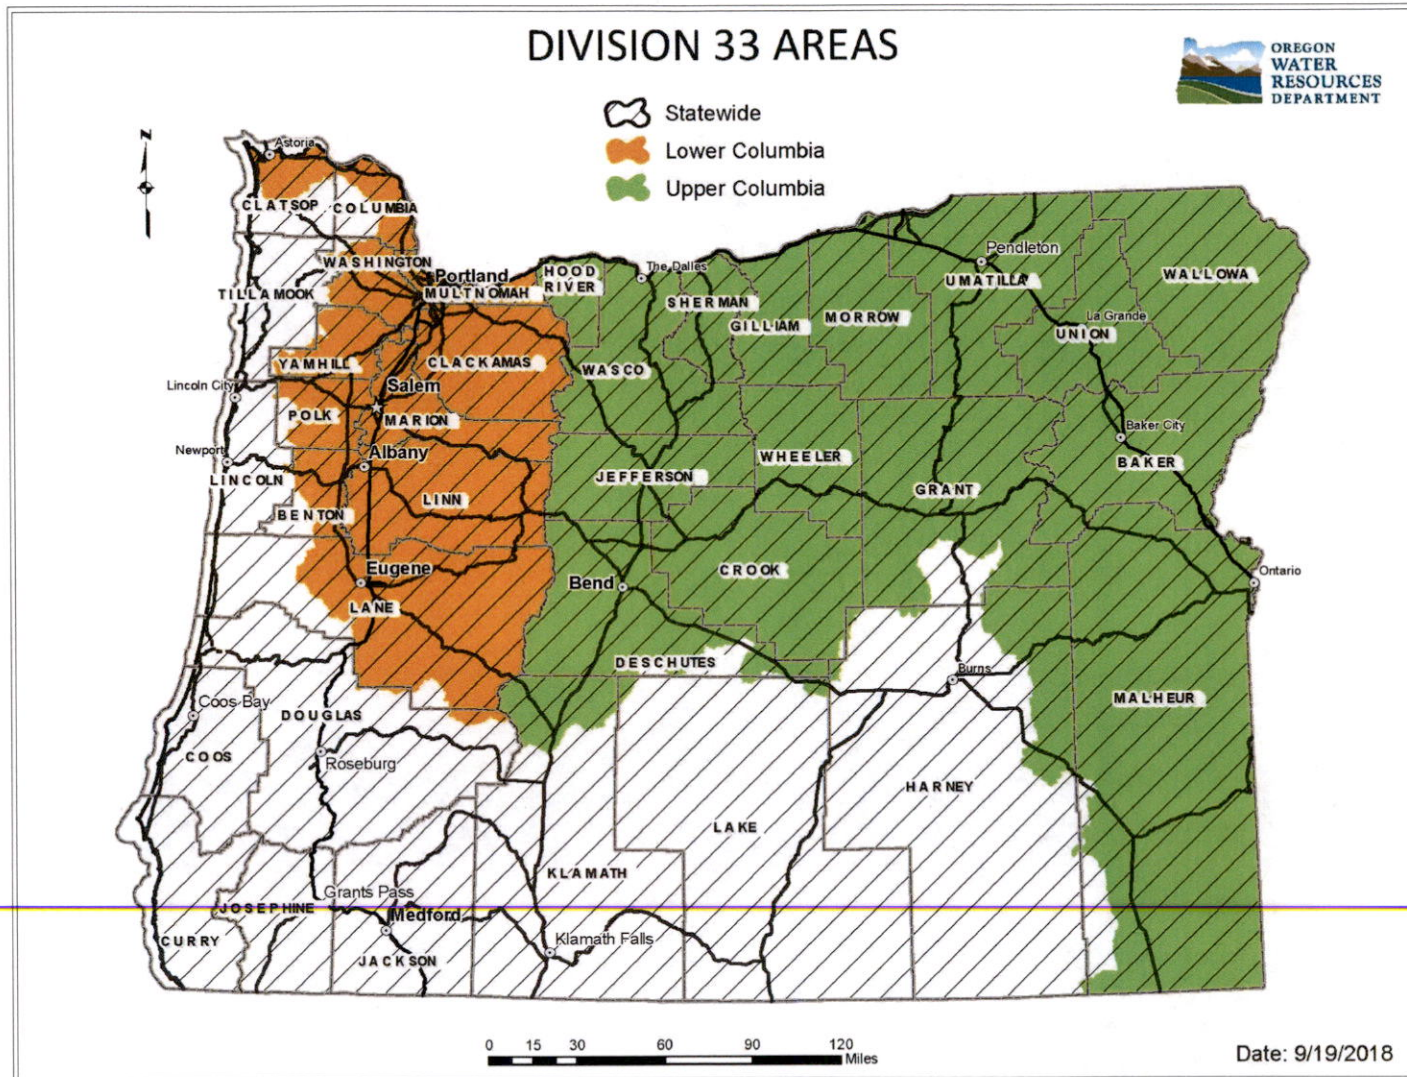 DIVISION 33 AREAS
OREGON
WATER
RESOURCES
DEPARTMENT
Statewide
Lower Columbia
Upper Columbia
N
Astoria
CLATSOP
COLUMBIA
WASHINGTON
Portland
MULTNOMAH
HOOD
RIVER
The Dalles
SHERMAN
GILLIAM
MORROW
Pendleton
UMATILLA
WALLOWA
La Grande
UNION
TILLAMOOK
YAMHILL
CLACKAMAS
WASCO
Lincoln City
Salem
POLK
MARION
Baker City
BAKER
Newport
Albany
LINCOLN
LINN
JEFFERSON
WHEELER
GRANT
BENTON
Eugene
LANE
Bend
CROOK
Ontario
DESCHUTES
Burns
MALHEUR
Coos Bay
DOUGLAS
COOS
Roseburg
HARNEY
LAKE
KLAMATH
Grants Pass
JOSEPHINE
Medford
CURRY
JACKSON
Klamath Falls
0 15 30 60 90 120
Miles
Date: 9/19/2018